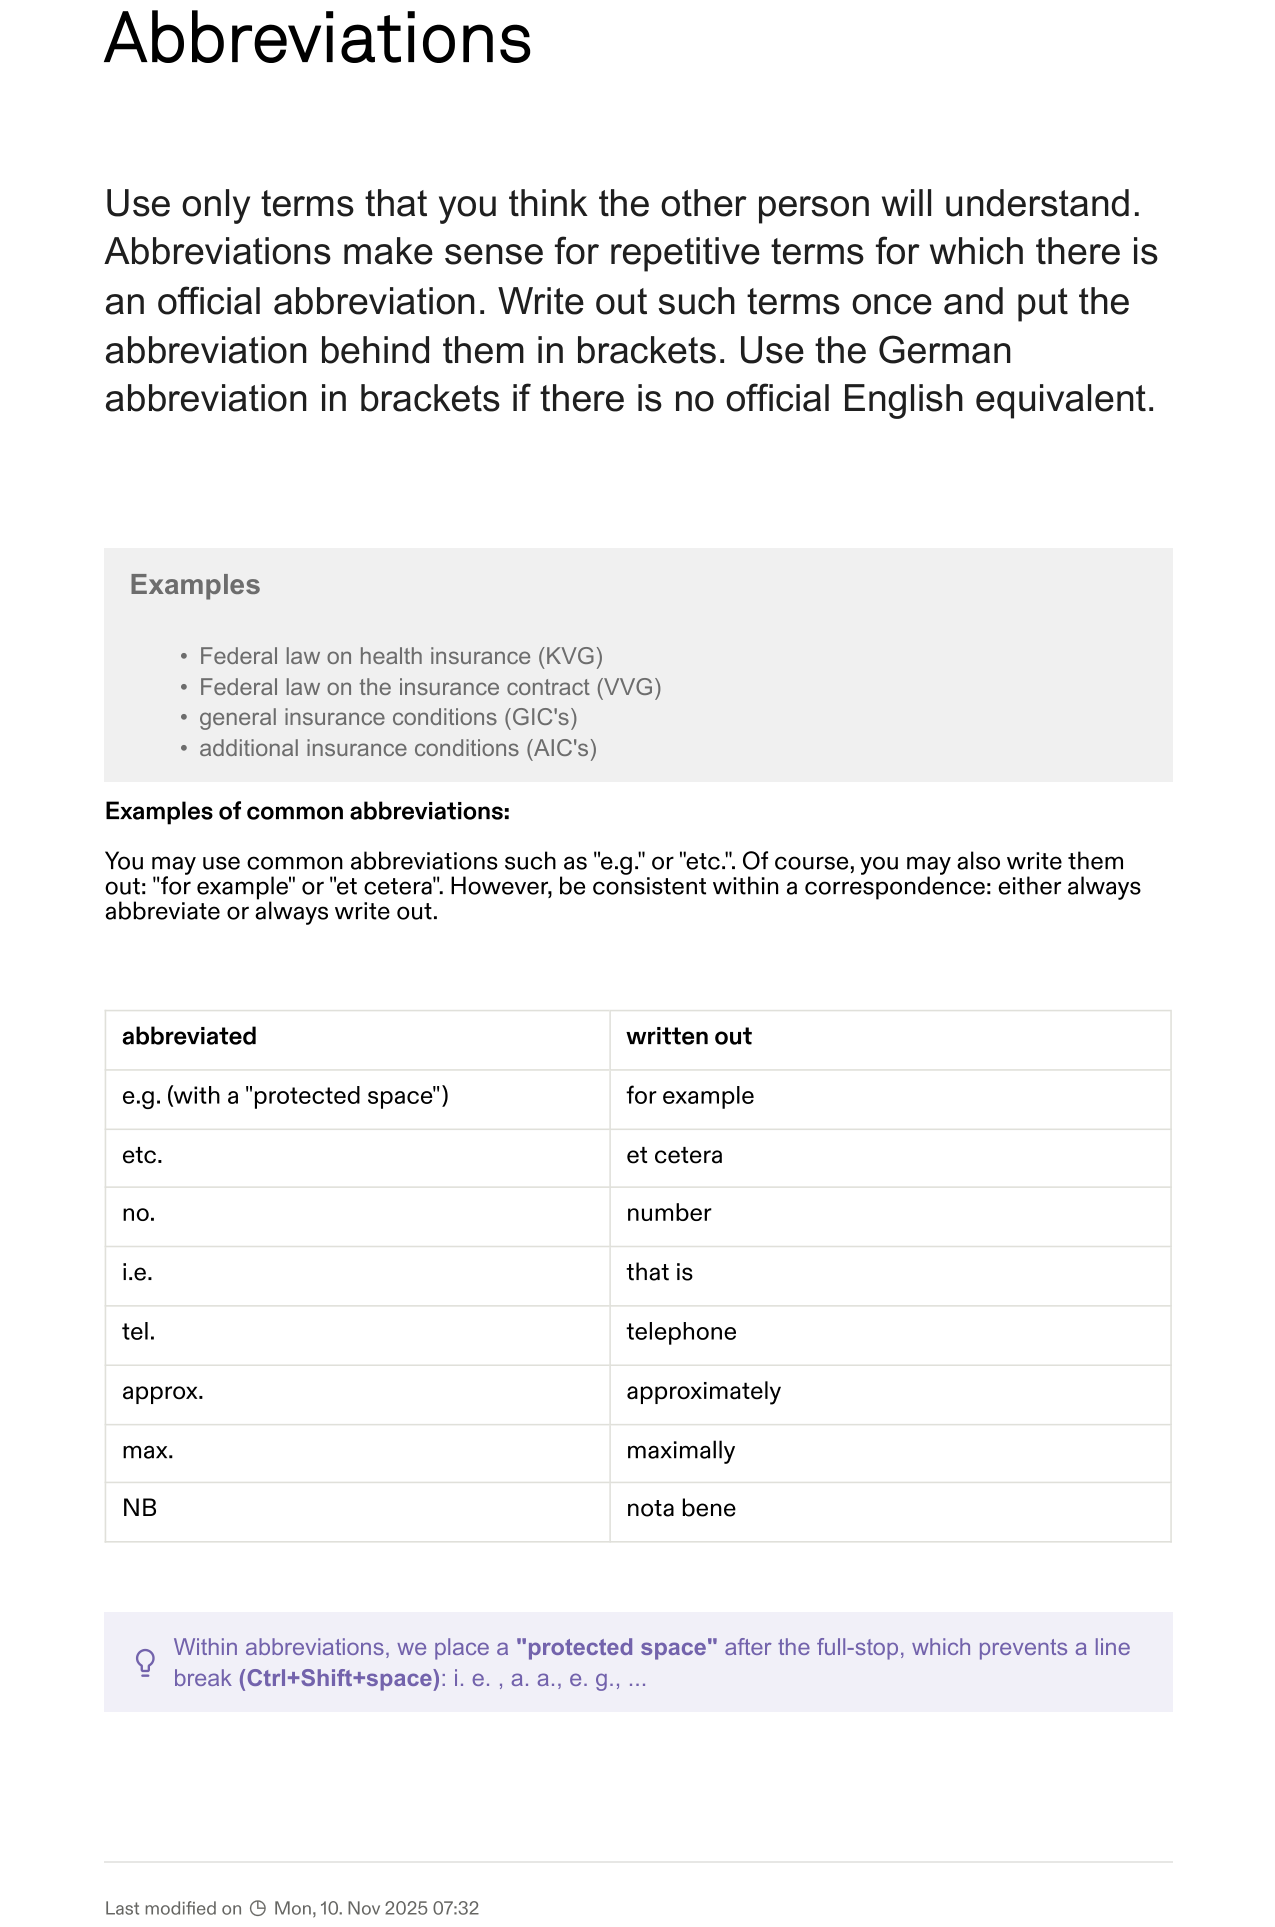 Abbreviations
Use only terms that you think the other person will understand.
Abbreviations make sense for repetitive terms for which there is
an official abbreviation. Write out such terms once and put the
abbreviation behind them in brackets. Use the German
abbreviation in brackets if there is no official English equivalent.
Examples
• Federal law on health insurance (KVG)
• Federal law on the insurance contract (VVG)
• general insurance conditions (GIC's)
• additional insurance conditions (AIC's)
Examples of common abbreviations:
You may use common abbreviations such as "e.g." or "etc.". Of course, you may also write them
out: "for example" or "et cetera". However, be consistent within a correspondence: either always
abbreviate or always write out.
abbreviated written out
e.g. (with a "protected space") for example
etc. et cetera
no. number
i.e. that is
tel. telephone
approx. approximately
max. maximally
NB nota bene
Within abbreviations, we place a "protected space" after the full-stop, which prevents a line
break (Ctrl+Shift+space): i. e. , a. a., e. g., ...
Last modified on Mon, 10. Nov 2025 07:32